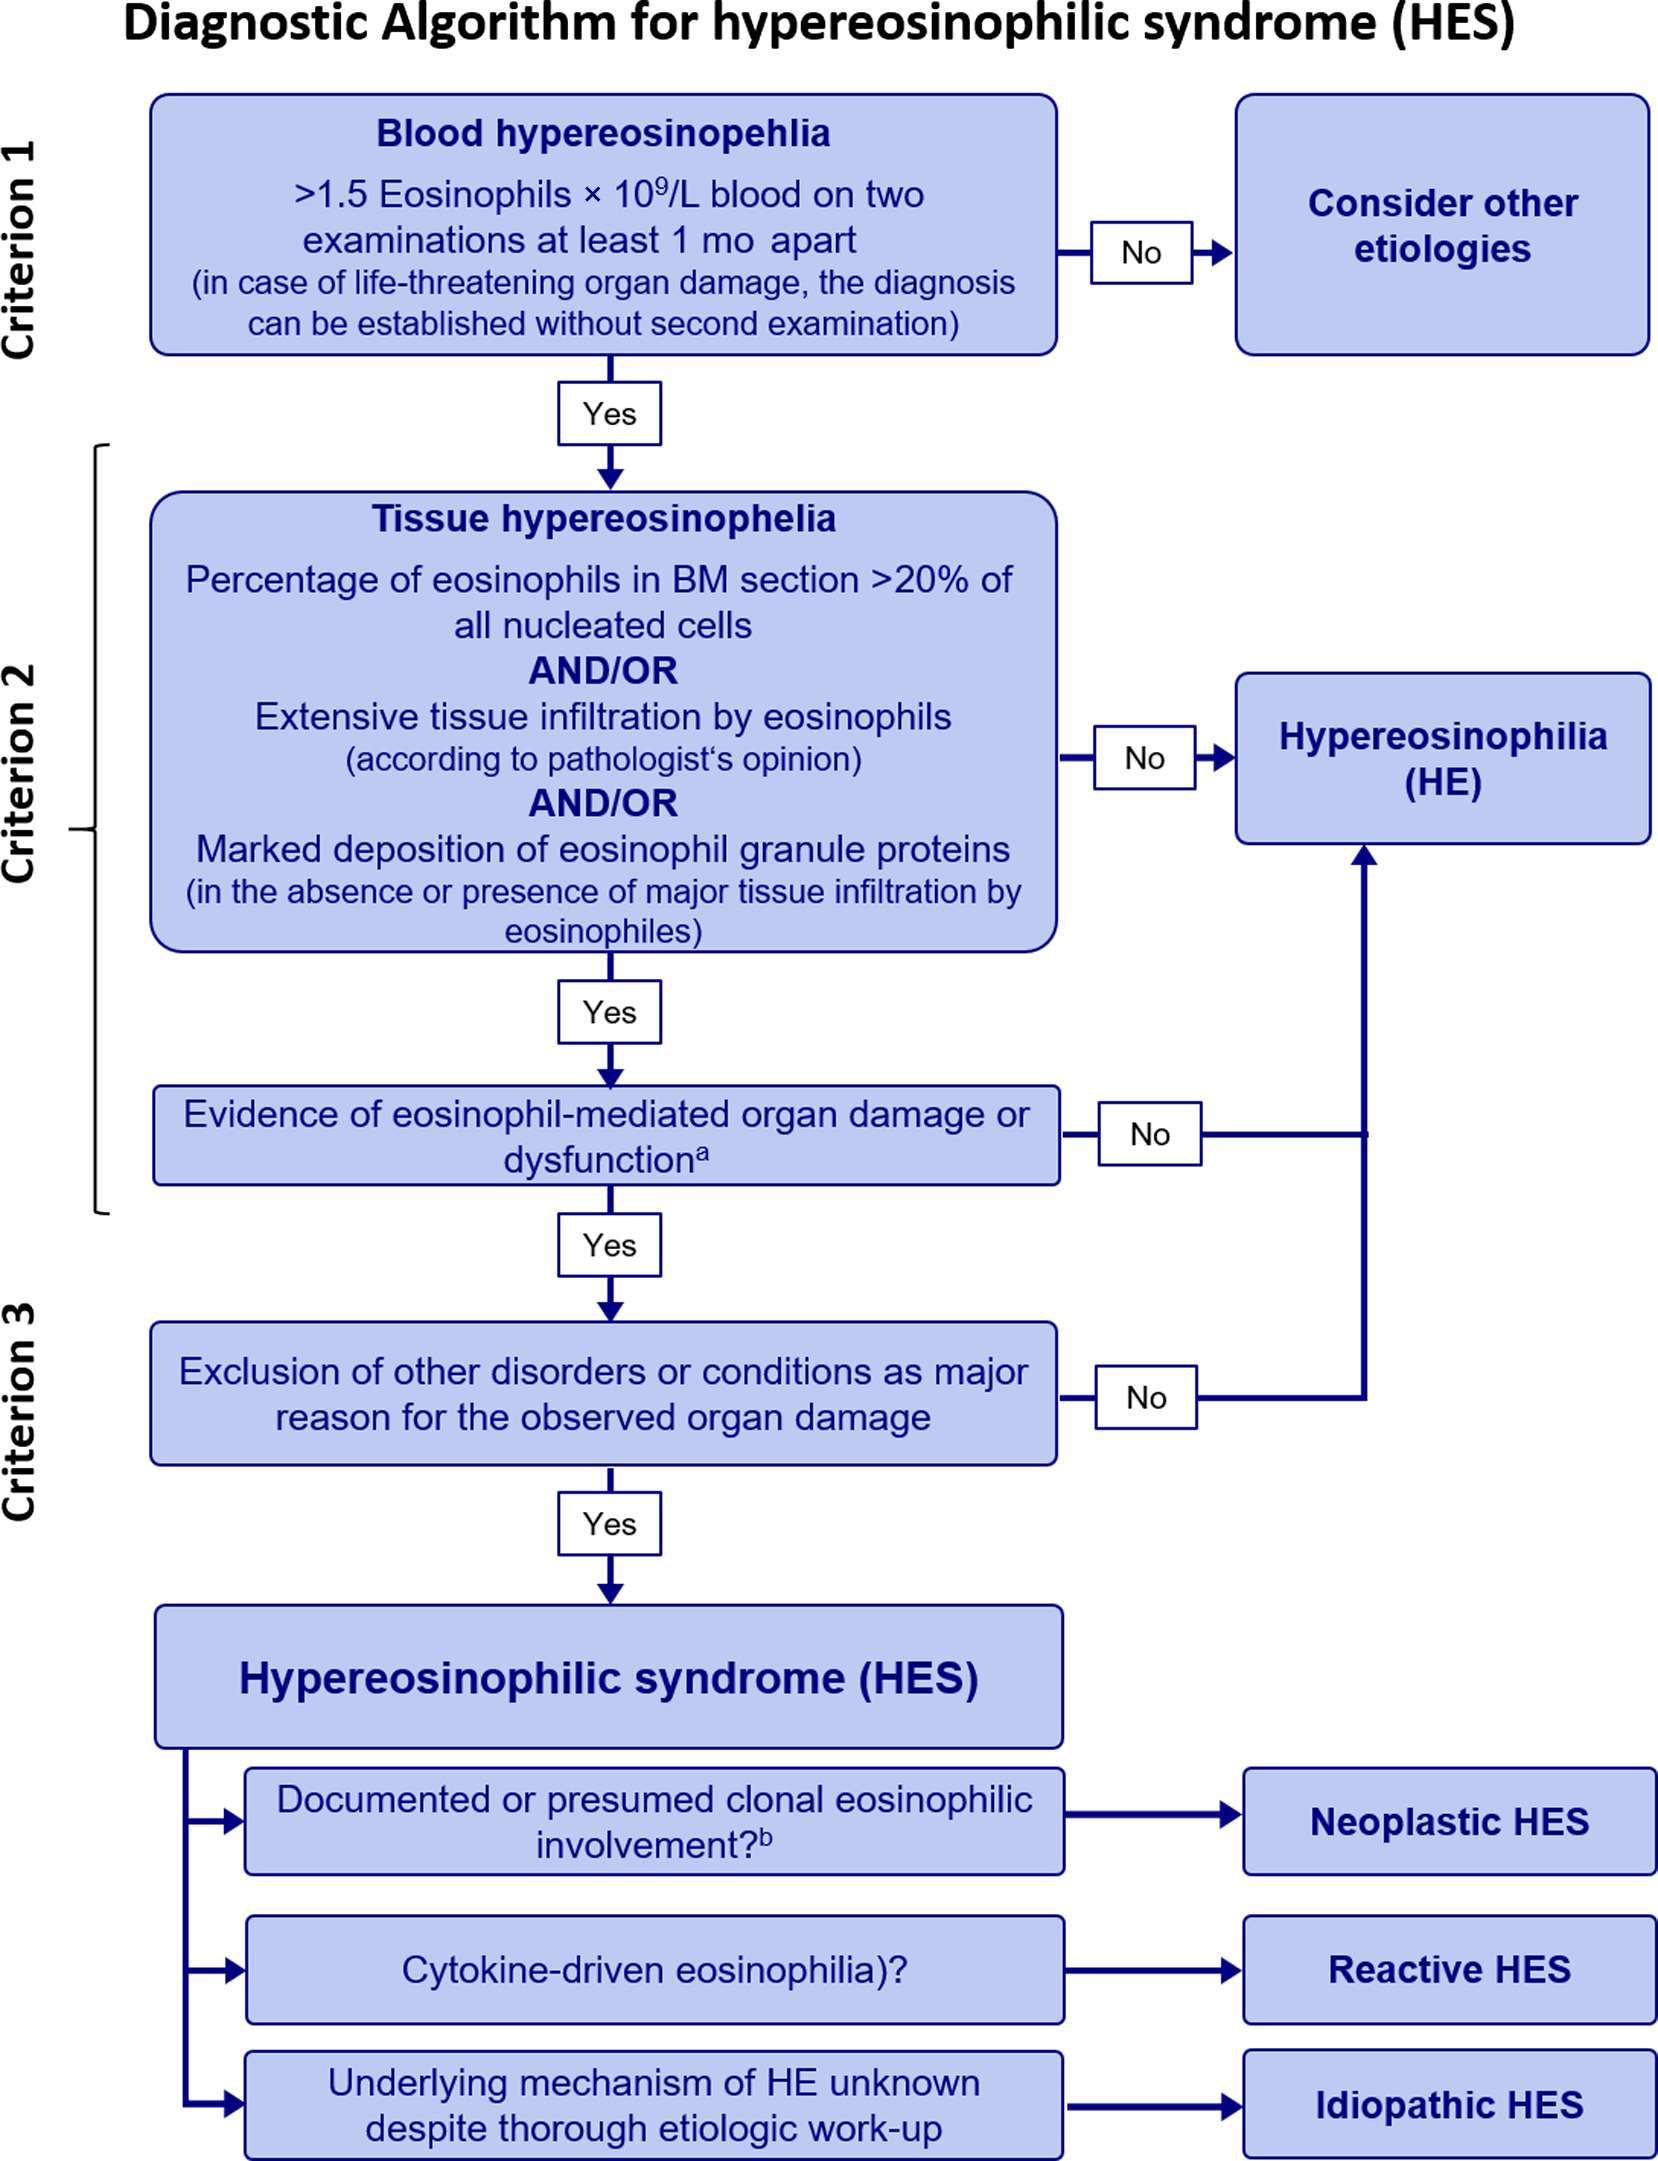 Diagnostic Algorithm for hypereosinophilic syndrome (HES)
Criterion 1
Blood hypereosinopehlia
>1.5 Eosinophils × 10⁹/L blood on two
examinations at least 1 mo apart
(in case of life-threatening organ damage, the diagnosis
can be established without second examination)
No
Consider other
etiologies
Yes
Criterion 2
Tissue hypereosinophelia
Percentage of eosinophils in BM section >20% of
all nucleated cells
AND/OR
Extensive tissue infiltration by eosinophils
(according to pathologist‘s opinion)
AND/OR
Marked deposition of eosinophil granule proteins
(in the absence or presence of major tissue infiltration by
eosinophiles)
No
Hypereosinophilia
(HE)
Yes
Evidence of eosinophil-mediated organ damage or
dysfunctionᵃ
No
Yes
Criterion 3
Exclusion of other disorders or conditions as major
reason for the observed organ damage
No
Yes
Hypereosinophilic syndrome (HES)
Documented or presumed clonal eosinophilic
involvement?ᵇ
Neoplastic HES
Cytokine-driven eosinophilia)?
Reactive HES
Underlying mechanism of HE unknown
despite thorough etiologic work-up
Idiopathic HES